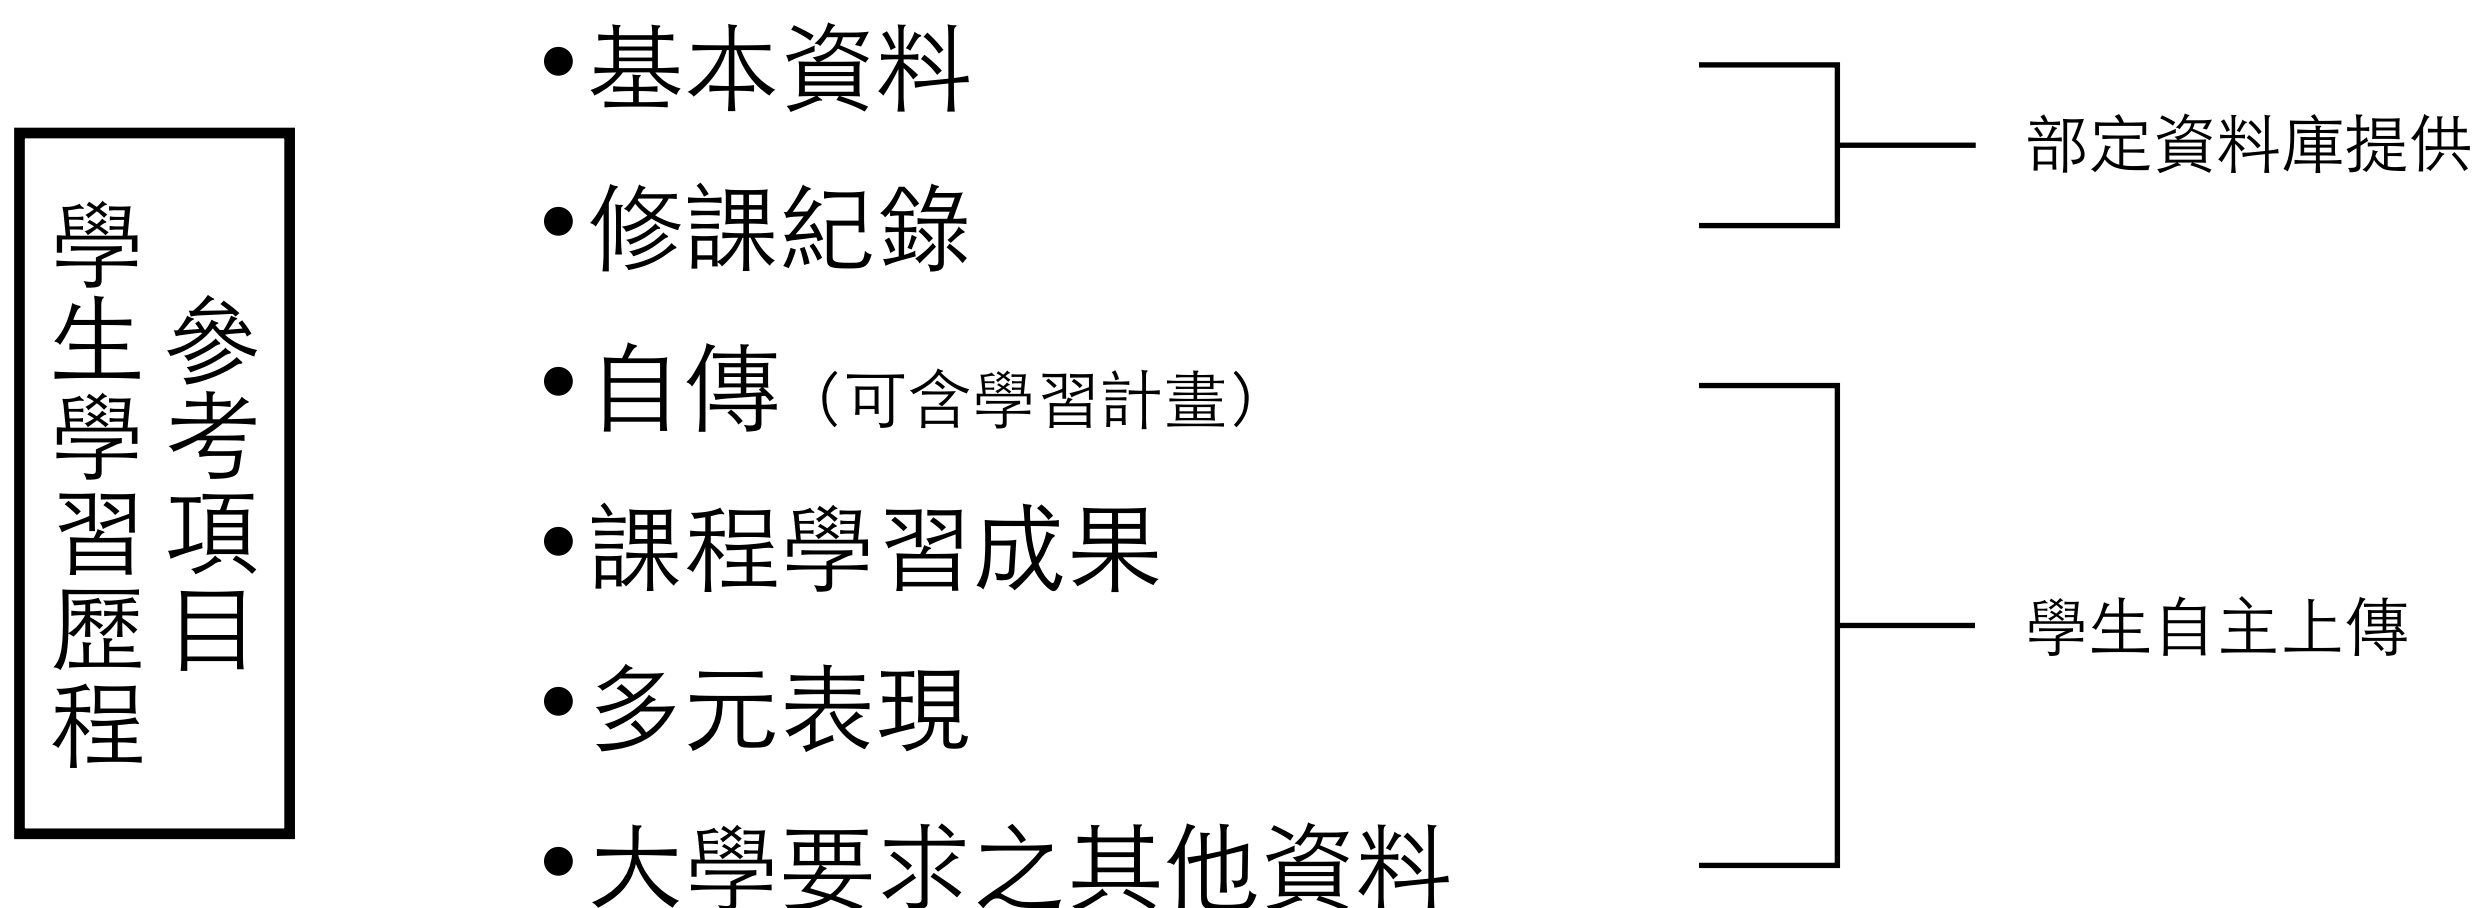 學生學習歷程
參考項目
•基本資料
•修課紀錄
•自傳（可含學習計畫）
•課程學習成果
•多元表現
•大學要求之其他資料
部定資料庫提供
學生自主上傳